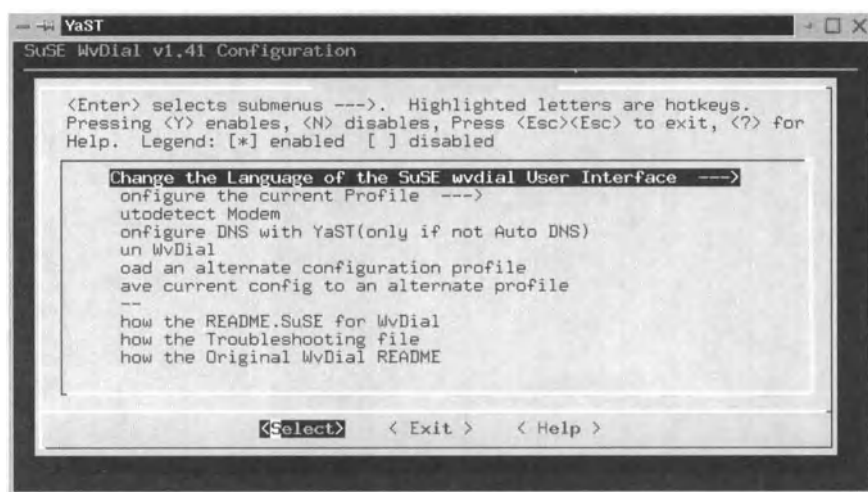 YaST
SuSE WvDial v1.41 Configuration
<Enter> selects submenus --->. Highlighted letters are hotkeys.
Pressing <Y> enables, <N> disables, Press <Esc><Esc> to exit, <?> for
Help. Legend: [*] enabled [ ] disabled
Change the Language of the SuSE wvdial User Interface --->
onfigure the current Profile --->
utodetect Modem
onfigure DNS with YaST(only if not Auto DNS)
un WvDial
oad an alternate configuration profile
ave current config to an alternate profile
--
how the README.SuSE for WvDial
how the Troubleshooting file
how the Original WvDial README
<Select> < Exit > < Help >